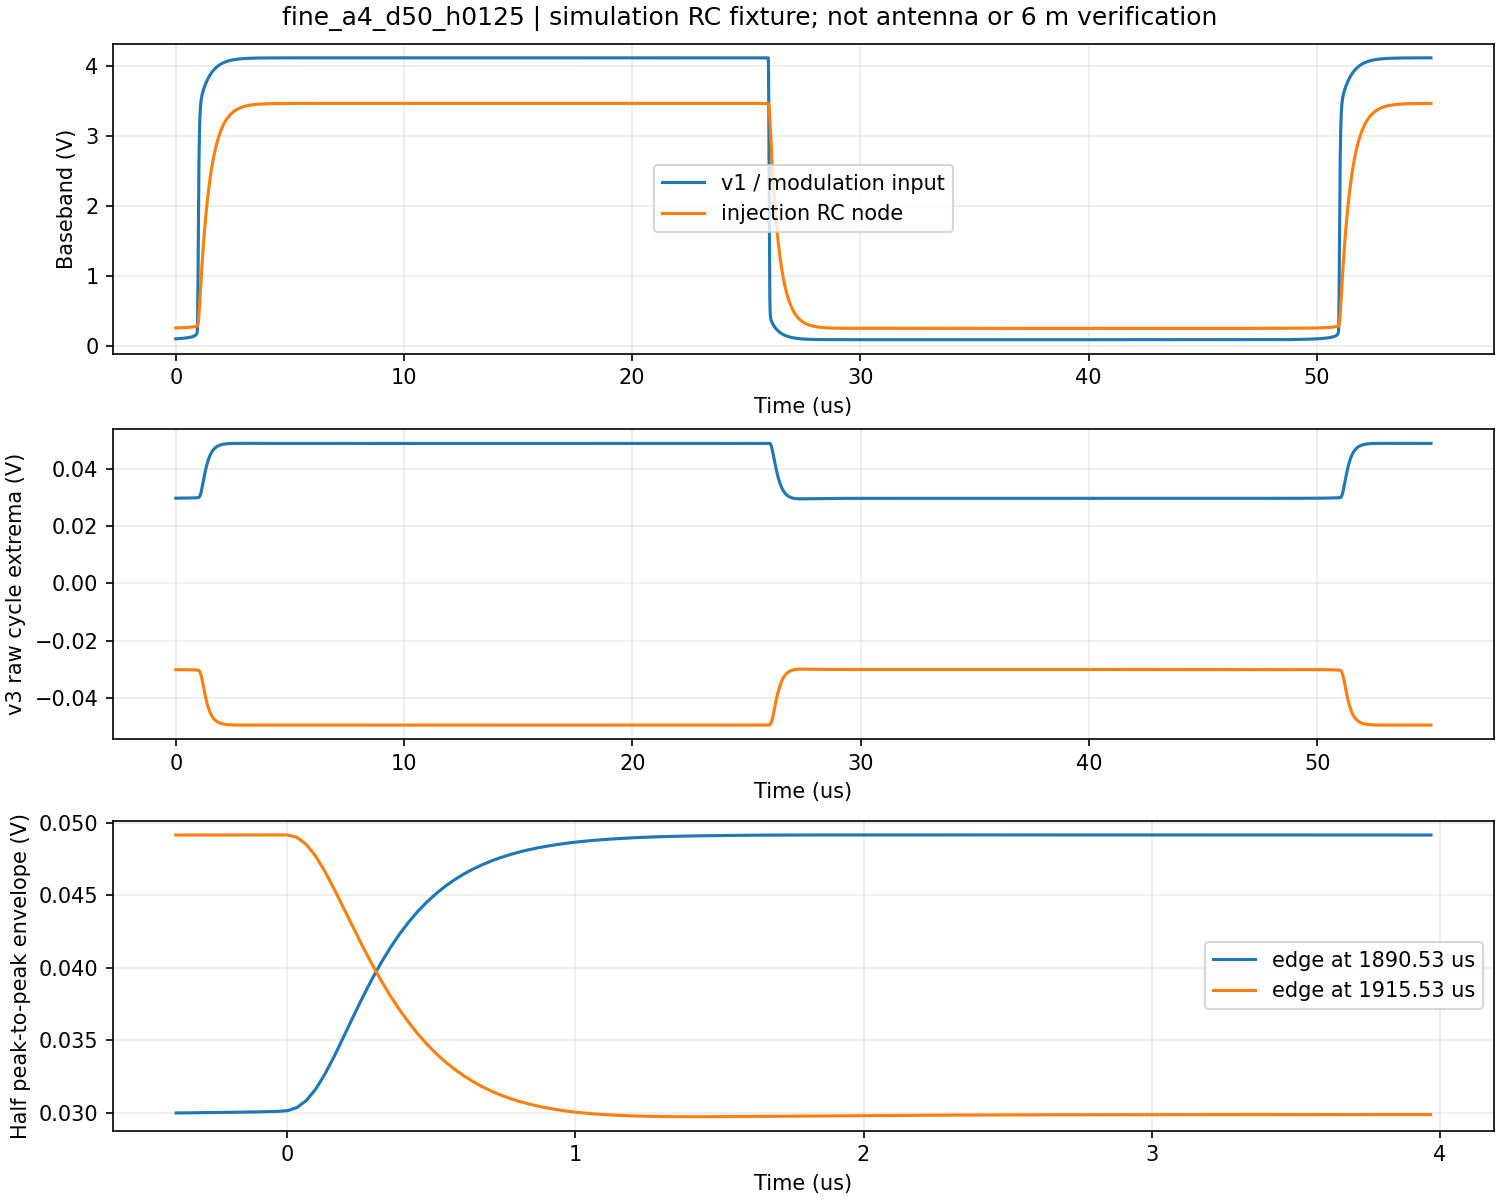 fine_a4_d50_h0125 | simulation RC fixture; not antenna or 6 m verification
Baseband (V)
4
3
2
1
0
v1 / modulation input
injection RC node
0 10 20 30 40 50
Time (us)
v3 raw cycle extrema (V)
0.04
0.02
0.00
−0.02
−0.04
0 10 20 30 40 50
Time (us)
Half peak-to-peak envelope (V)
0.050
0.045
0.040
0.035
0.030
edge at 1890.53 us
edge at 1915.53 us
0 1 2 3 4
Time (us)